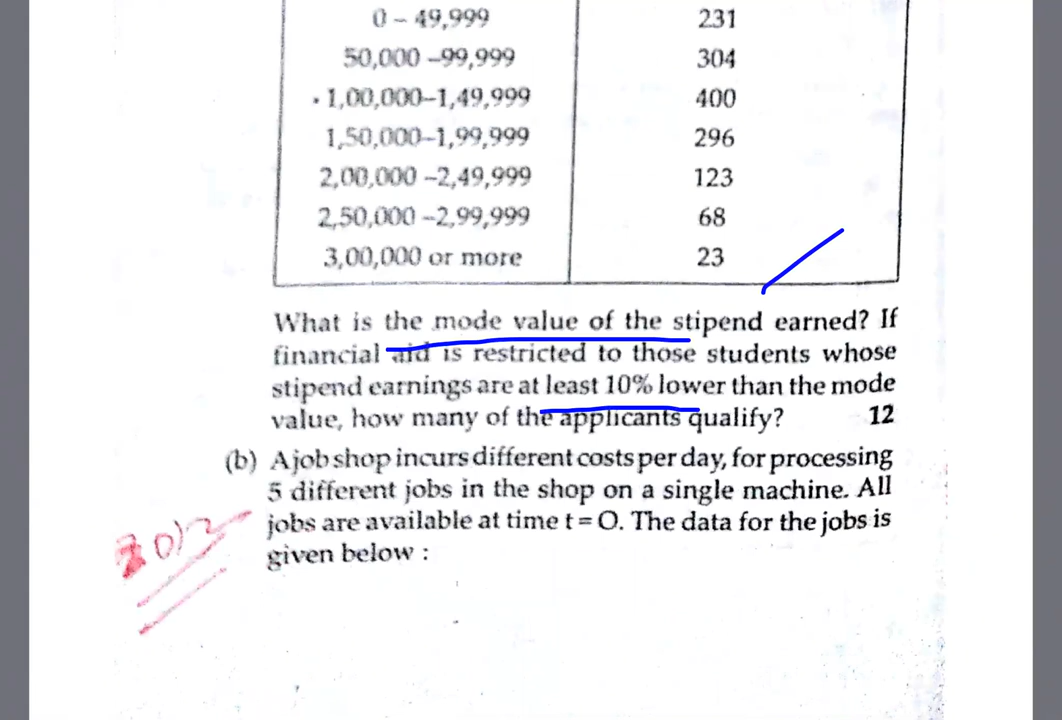 0 – 49,999 231
50,000 –99,999 304
1,00,000–1,49,999 400
1,50,000–1,99,999 296
2,00,000 –2,49,999 123
2,50,000 –2,99,999 68
3,00,000 or more 23
What is the mode value of the stipend earned? If
financial aid is restricted to those students whose
stipend earnings are at least 10% lower than the mode
value, how many of the applicants qualify? 12
(b) A job shop incurs different costs per day, for processing
5 different jobs in the shop on a single machine. All
jobs are available at time t = O. The data for the jobs is
given below :